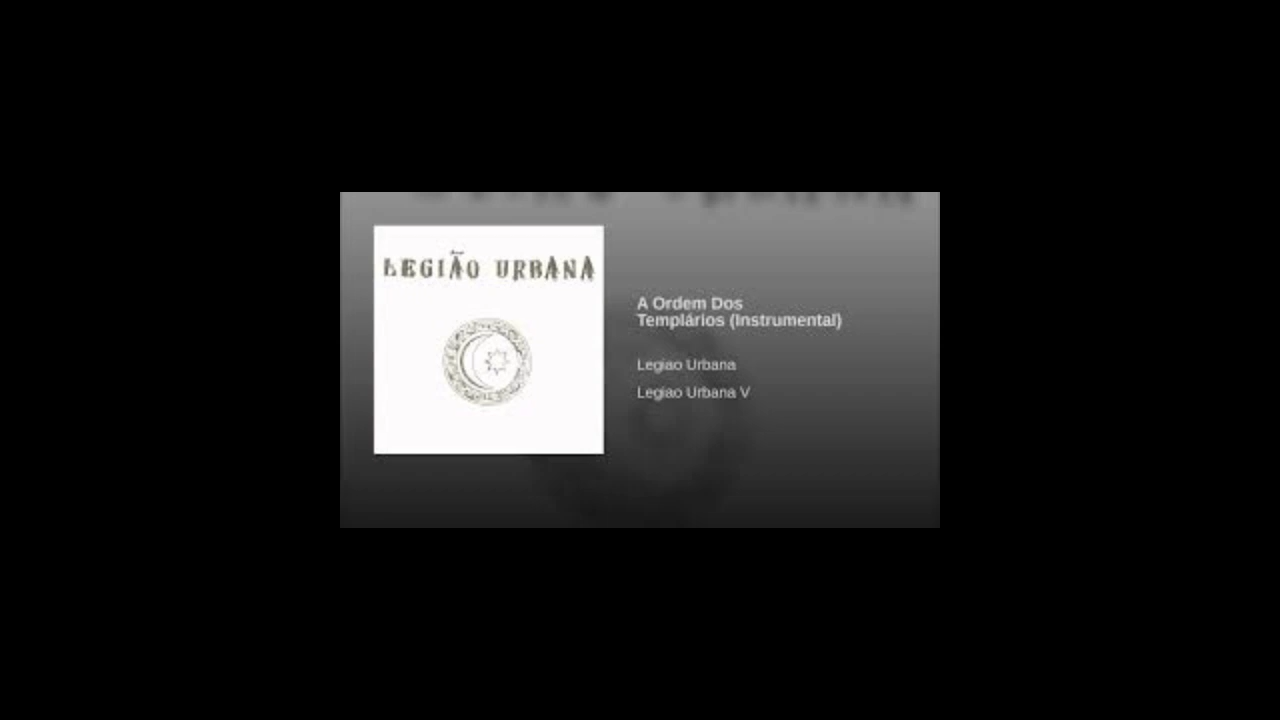 LEGIÃO URBANA
A Ordem Dos
Templários (Instrumental)
Legiao Urbana
Legiao Urbana V